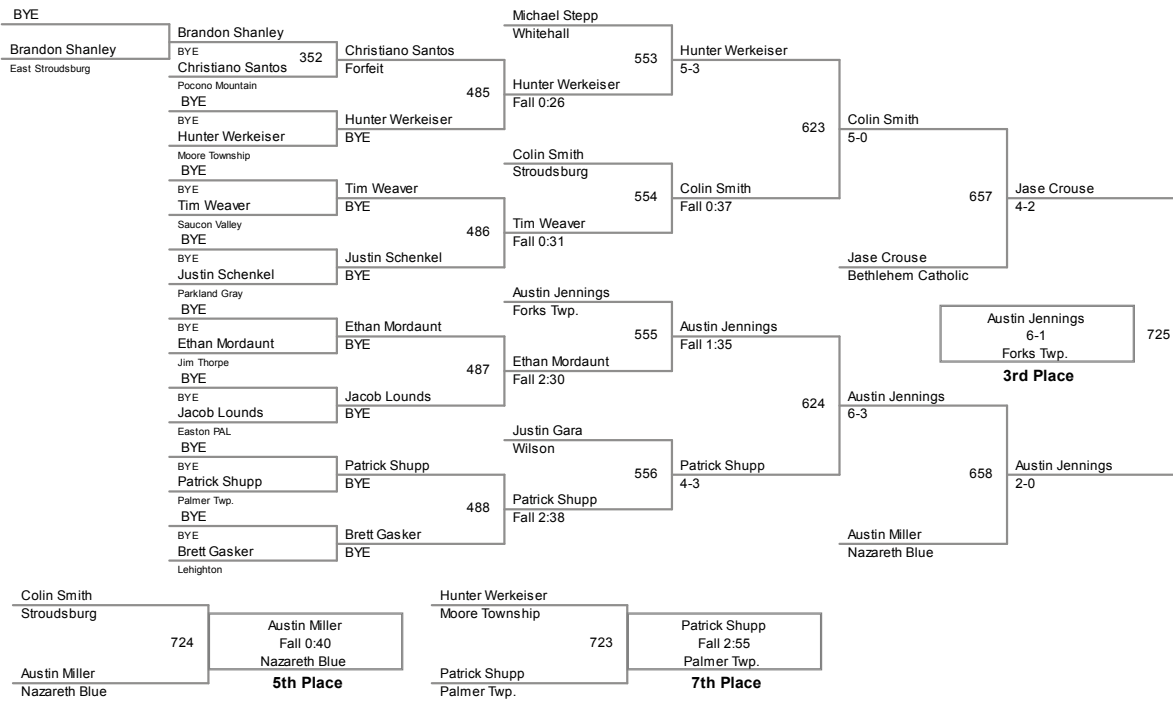 BYE
Brandon Shanley
East Stroudsburg
Brandon Shanley
BYE
Christiano Santos
352
Pocono Mountain
BYE
BYE
Hunter Werkeiser
Moore Township
BYE
BYE
Tim Weaver
Saucon Valley
BYE
BYE
Justin Schenkel
Parkland Gray
BYE
BYE
Ethan Mordaunt
Jim Thorpe
BYE
BYE
Jacob Lounds
Easton PAL
BYE
BYE
Patrick Shupp
Palmer Twp.
BYE
BYE
Brett Gasker
Lehighton
Christiano Santos
Forfeit
485
Hunter Werkeiser
BYE
Tim Weaver
BYE
486
Justin Schenkel
BYE
Ethan Mordaunt
BYE
487
Jacob Lounds
BYE
Patrick Shupp
BYE
488
Brett Gasker
BYE
Michael Stepp
Whitehall
553
Hunter Werkeiser
Fall 0:26
Colin Smith
Stroudsburg
554
Tim Weaver
Fall 0:31
Austin Jennings
Forks Twp.
555
Ethan Mordaunt
Fall 2:30
Justin Gara
Wilson
556
Patrick Shupp
Fall 2:38
Hunter Werkeiser
5-3
623
Colin Smith
Fall 0:37
Austin Jennings
Fall 1:35
624
Patrick Shupp
4-3
Colin Smith
5-0
657
Jase Crouse
Bethlehem Catholic
Austin Jennings
6-3
658
Austin Miller
Nazareth Blue
Jase Crouse
4-2
Austin Jennings
6-1
Forks Twp.
725
3rd Place
Austin Jennings
2-0
Colin Smith
Stroudsburg
724
Austin Miller
Nazareth Blue
Austin Miller
Fall 0:40
Nazareth Blue
5th Place
Hunter Werkeiser
Moore Township
723
Patrick Shupp
Palmer Twp.
Patrick Shupp
Fall 2:55
Palmer Twp.
7th Place